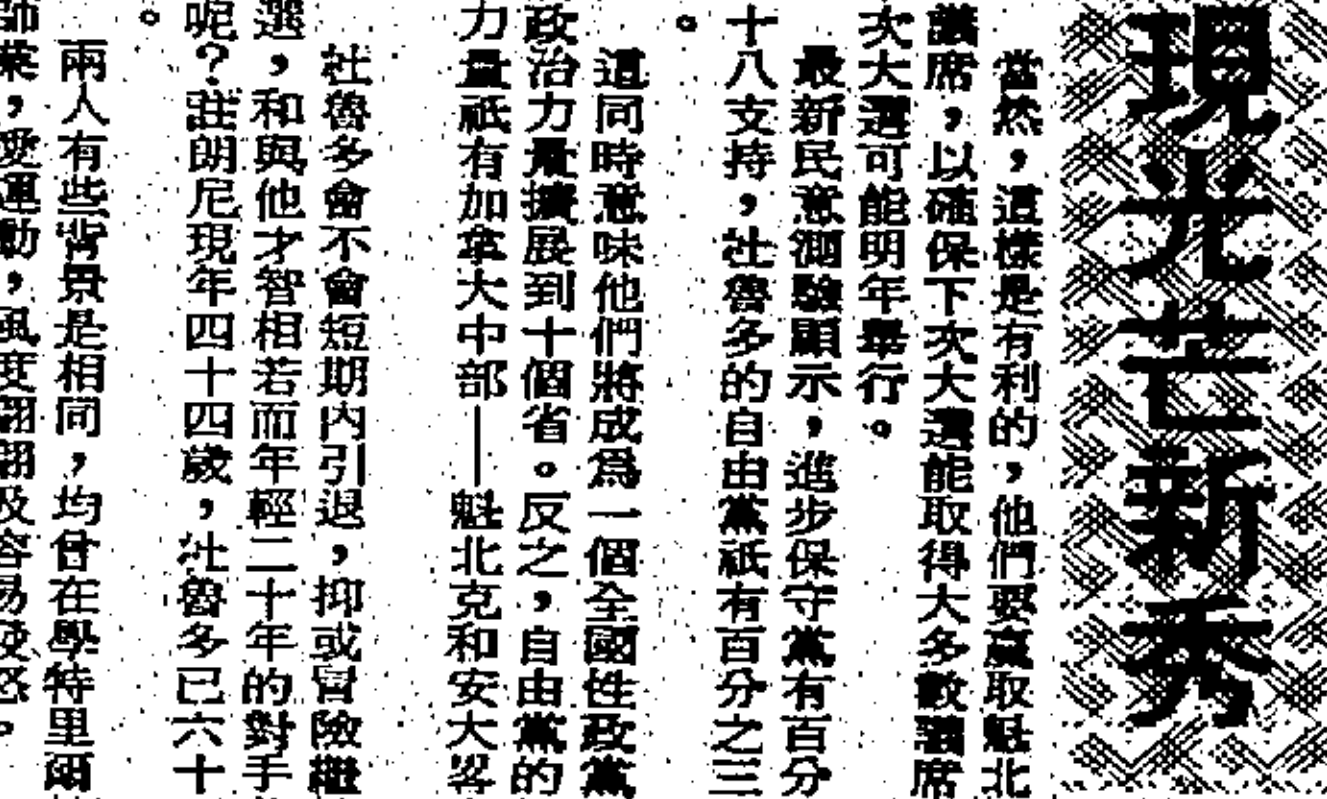 現光芒新秀
當然，這樣是有利的，他們要贏取魁北
議席，以確保下次大選能取得大多數議席
次大選可能明年舉行。
最新民意測驗顯示，進步保守黨有百分
十八支持，社魯多的自由黨祇有百分之三
。
這同時意味他們將成爲一個全國性政黨
政治力量擴展到十個省。反之，自由黨的
力量祇有加拿大中部——魁北克和安大畧
社魯多會不會短期內引退，抑或冒險繼
選，和與他才智相若而年輕二十年的對手
呢？註朗尼現年四十四歲，社魯多已六十
。
兩人有些背景是相同，均曾在學特里爾
師業，愛運動，風度翩翩及容易發怒。